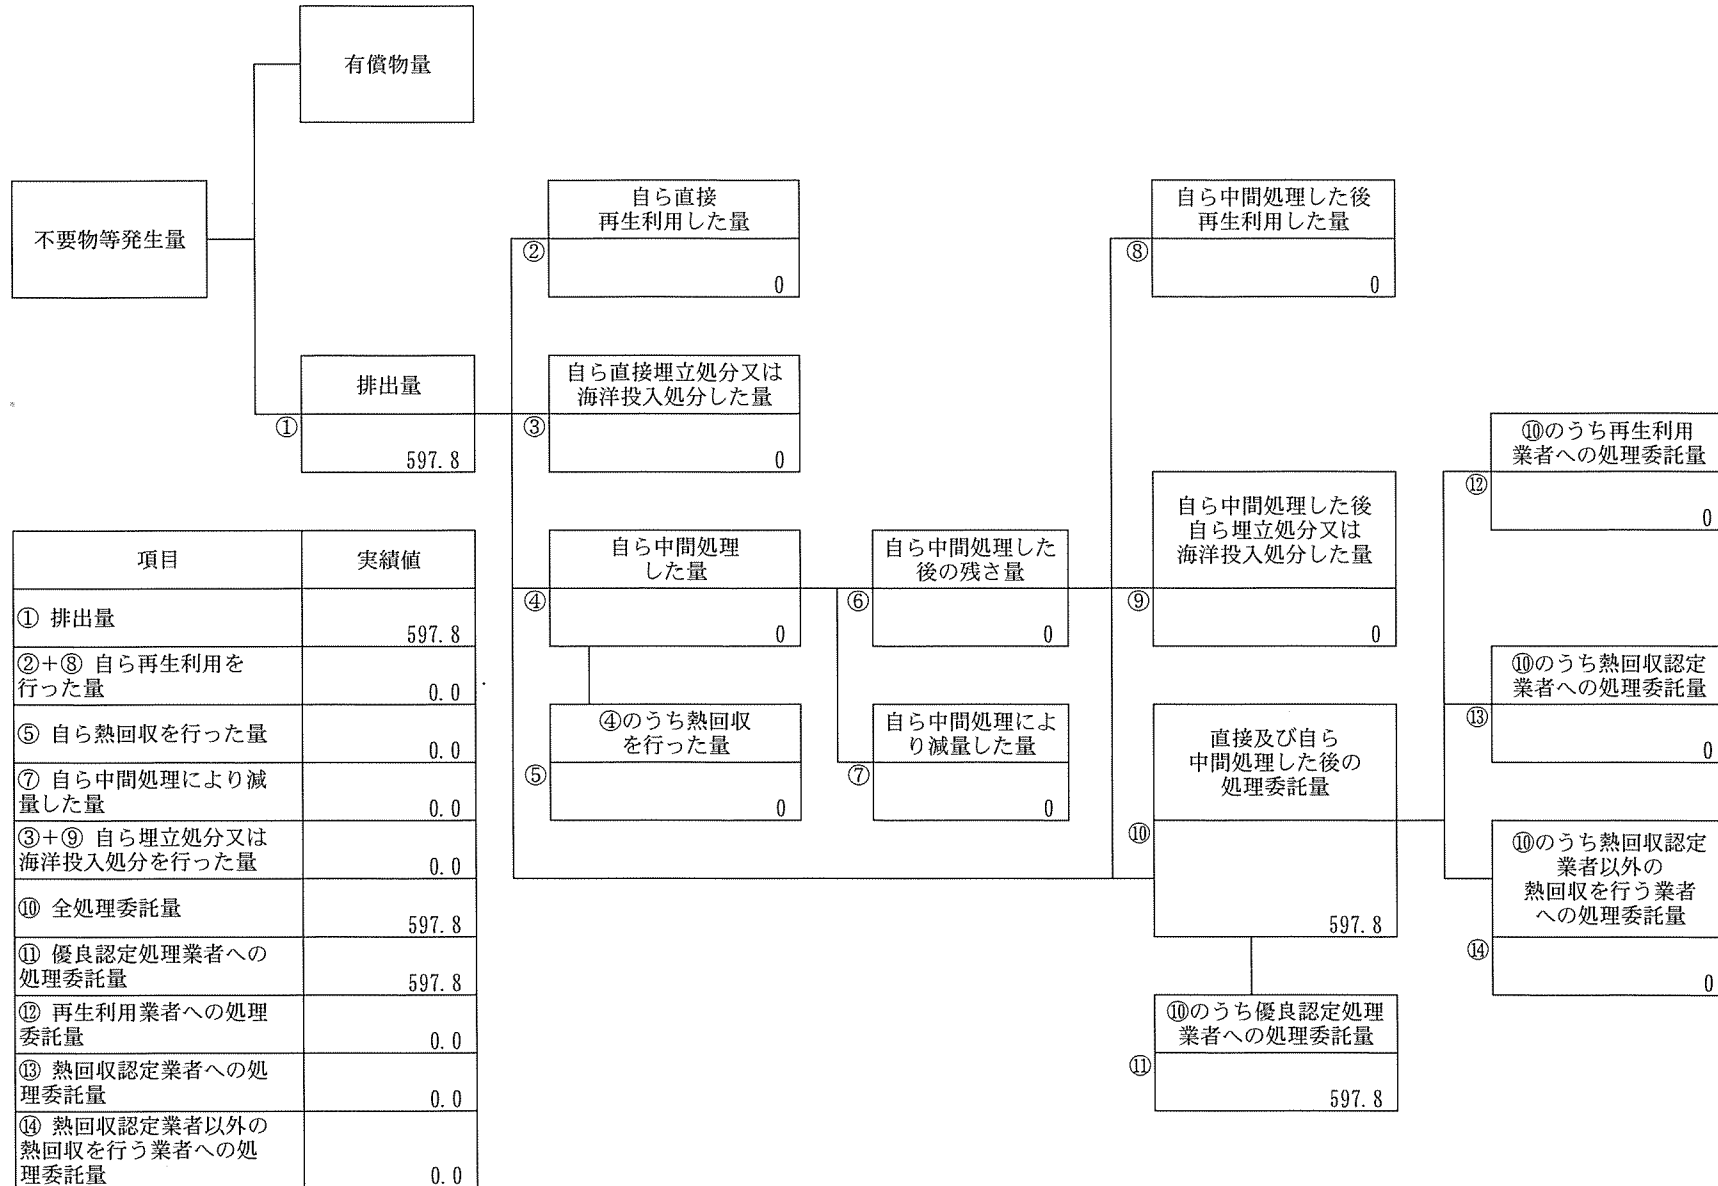 有償物量
不要物等発生量
自ら直接
再生利用した量
②
0
自ら中間処理した後
再生利用した量
⑧
0
排出量
①
597.8
自ら直接埋立処分又は
海洋投入処分した量
③
0
⑩のうち再生利用
業者への処理委託量
⑫
0
自ら中間処理
した量
④
0
自ら中間処理した
後の残さ量
⑥
0
自ら中間処理した後
自ら埋立処分又は
海洋投入処分した量
⑨
0
⑩のうち熱回収認定
業者への処理委託量
⑬
0
④のうち熱回収
を行った量
⑤
0
自ら中間処理によ
り減量した量
⑦
0
直接及び自ら
中間処理した後の
処理委託量
⑩
597.8
⑩のうち熱回収認定
業者以外の
熱回収を行う業者
への処理委託量
⑭
0
⑩のうち優良認定処理
業者への処理委託量
⑪
597.8
項目 実績値
① 排出量
597.8
②+⑧ 自ら再生利用を
行った量
0.0
⑤ 自ら熱回収を行った量
0.0
⑦ 自ら中間処理により減
量した量
0.0
③+⑨ 自ら埋立処分又は
海洋投入処分を行った量
0.0
⑩ 全処理委託量
597.8
⑪ 優良認定処理業者への
処理委託量
597.8
⑫ 再生利用業者への処理
委託量
0.0
⑬ 熱回収認定業者への処
理委託量
0.0
⑭ 熱回収認定業者以外の
熱回収を行う業者への処
理委託量
0.0